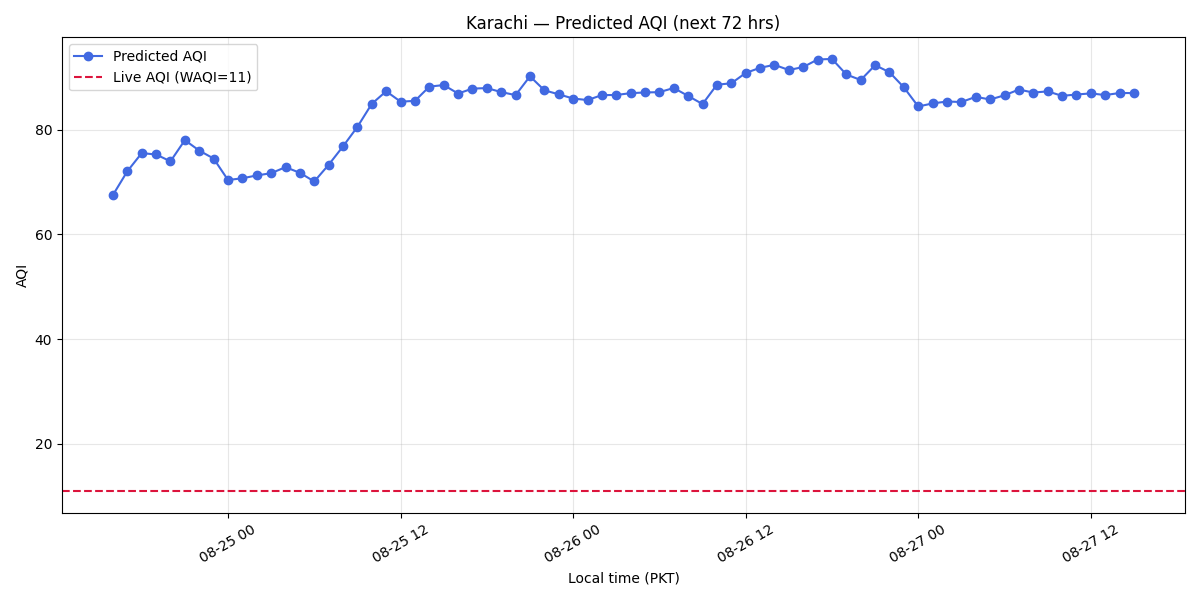 Karachi — Predicted AQI (next 72 hrs)
Predicted AQI
Live AQI (WAQI=11)
AQI
80
60
40
20
08-25 00
08-25 12
08-26 00
08-26 12
08-27 00
08-27 12
Local time (PKT)